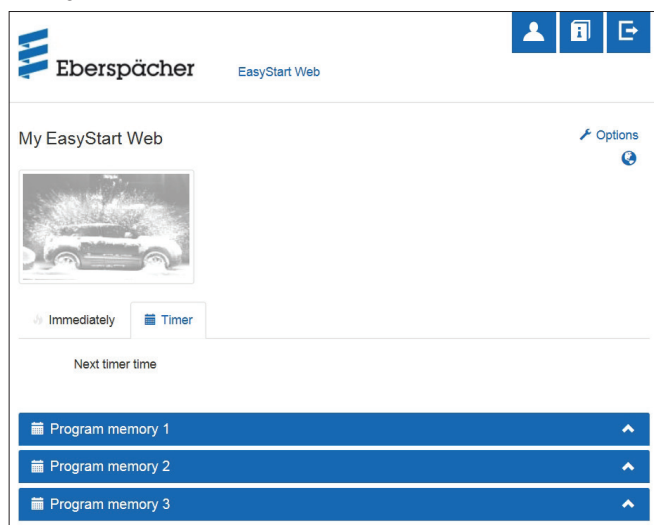 Eberspächer
EasyStart Web
My EasyStart Web
Options
Immediately
Timer
Next timer time
Program memory 1
Program memory 2
Program memory 3